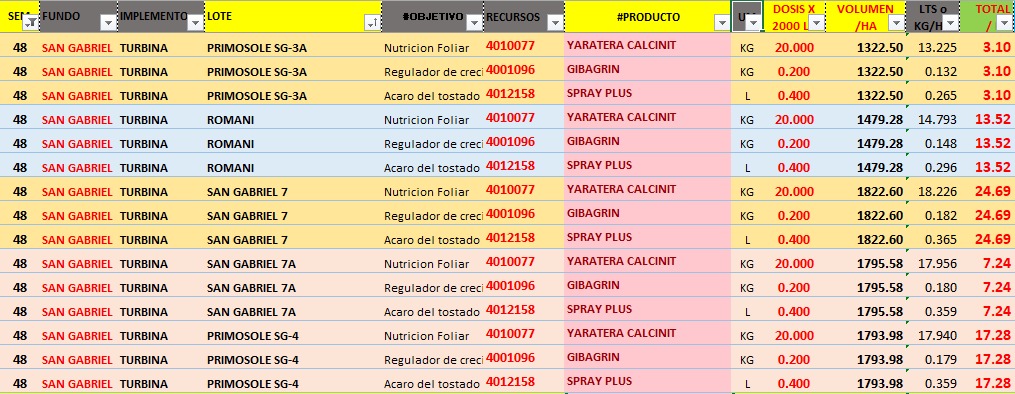 SEM FUNDO IMPLEMENTO LOTE #OBJETIVO RECURSOS #PRODUCTO DOSIS X 2000 L VOLUMEN /HA LTS o KG/H TOTAL /
48 SAN GABRIEL TURBINA PRIMOSOLE SG-3A Nutricion Foliar 4010077 YARATERA CALCINIT KG 20.000 1322.50 13.225 3.10
48 SAN GABRIEL TURBINA PRIMOSOLE SG-3A Regulador de creci 4001096 GIBAGRIN KG 0.200 1322.50 0.132 3.10
48 SAN GABRIEL TURBINA PRIMOSOLE SG-3A Acaro del tostado 4012158 SPRAY PLUS L 0.400 1322.50 0.265 3.10
48 SAN GABRIEL TURBINA ROMANI Nutricion Foliar 4010077 YARATERA CALCINIT KG 20.000 1479.28 14.793 13.52
48 SAN GABRIEL TURBINA ROMANI Regulador de creci 4001096 GIBAGRIN KG 0.200 1479.28 0.148 13.52
48 SAN GABRIEL TURBINA ROMANI Acaro del tostado 4012158 SPRAY PLUS L 0.400 1479.28 0.296 13.52
48 SAN GABRIEL TURBINA SAN GABRIEL 7 Nutricion Foliar 4010077 YARATERA CALCINIT KG 20.000 1822.60 18.226 24.69
48 SAN GABRIEL TURBINA SAN GABRIEL 7 Regulador de creci 4001096 GIBAGRIN KG 0.200 1822.60 0.182 24.69
48 SAN GABRIEL TURBINA SAN GABRIEL 7 Acaro del tostado 4012158 SPRAY PLUS L 0.400 1822.60 0.365 24.69
48 SAN GABRIEL TURBINA SAN GABRIEL 7A Nutricion Foliar 4010077 YARATERA CALCINIT KG 20.000 1795.58 17.956 7.24
48 SAN GABRIEL TURBINA SAN GABRIEL 7A Regulador de creci 4001096 GIBAGRIN KG 0.200 1795.58 0.180 7.24
48 SAN GABRIEL TURBINA SAN GABRIEL 7A Acaro del tostado 4012158 SPRAY PLUS L 0.400 1795.58 0.359 7.24
48 SAN GABRIEL TURBINA PRIMOSOLE SG-4 Nutricion Foliar 4010077 YARATERA CALCINIT KG 20.000 1793.98 17.940 17.28
48 SAN GABRIEL TURBINA PRIMOSOLE SG-4 Regulador de creci 4001096 GIBAGRIN KG 0.200 1793.98 0.179 17.28
48 SAN GABRIEL TURBINA PRIMOSOLE SG-4 Acaro del tostado 4012158 SPRAY PLUS L 0.400 1793.98 0.359 17.28